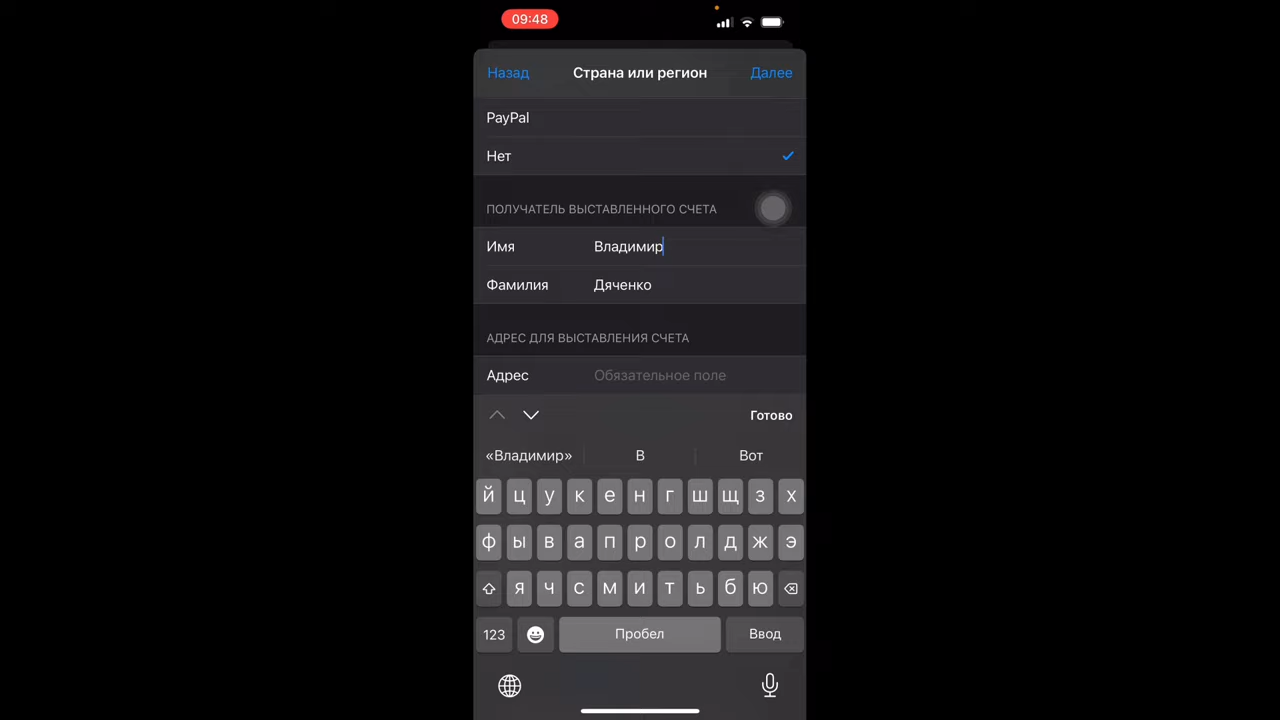 09:48
Назад Страна или регион Далее
PayPal
Нет
ПОЛУЧАТЕЛЬ ВЫСТАВЛЕННОГО СЧЕТА
Имя Владимир
Фамилия Дяченко
АДРЕС ДЛЯ ВЫСТАВЛЕНИЯ СЧЕТА
Адрес Обязательное поле
Готово
«Владимир» В Вот
й ц у к е н г ш щ з х
ф ы в а п р о л д ж э
я ч с м и т ь б ю
123 Пробел Ввод